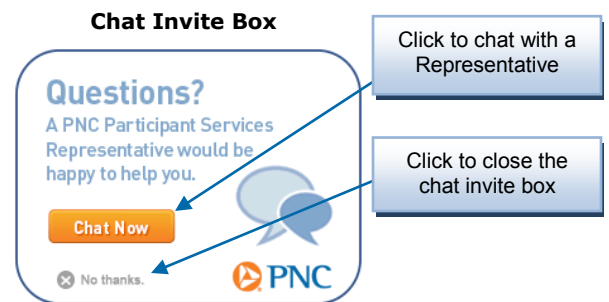 Chat Invite Box
Click to chat with a
Representative
Questions?
A PNC Participant Services
Representative would be
happy to help you.
Click to close the
chat invite box
Chat Now
No thanks.
PNC